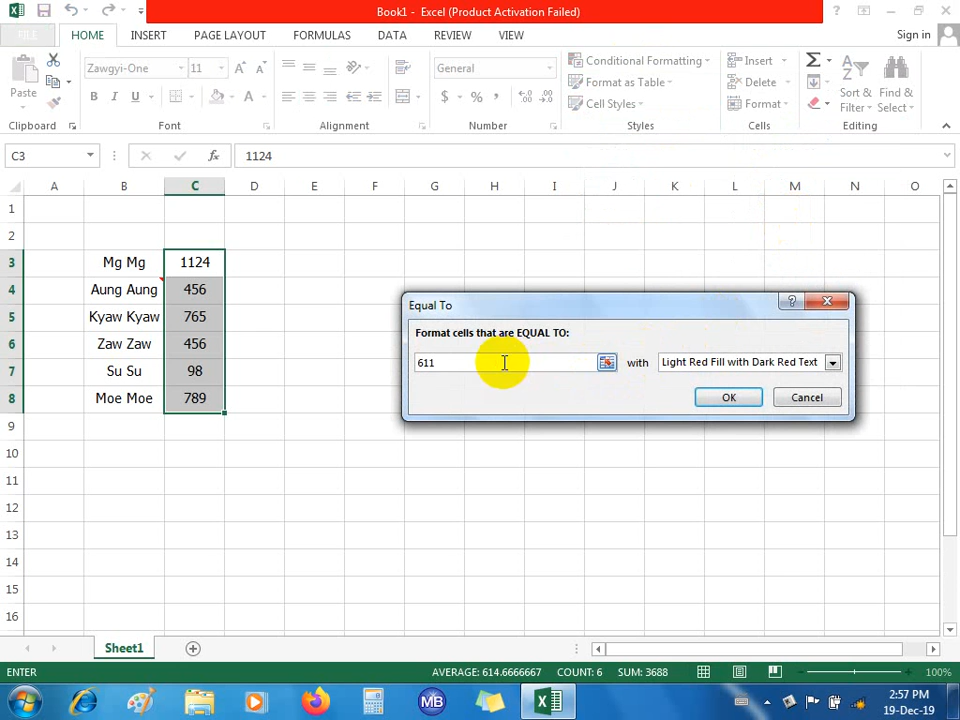 Book1 - Excel (Product Activation Failed)
FILE HOME INSERT PAGE LAYOUT FORMULAS DATA REVIEW VIEW Sign in
Paste
Zawgyi-One 11
General
Conditional Formatting
Format as Table
Cell Styles
Insert
Delete
Format
Sort & Filter
Find & Select
Clipboard Font Alignment Number Styles Cells Editing
C3 fx 1124
A B C D E F G H I J K L M N O
1
2
3 Mg Mg 1124
4 Aung Aung 456
5 Kyaw Kyaw 765
6 Zaw Zaw 456
7 Su Su 98
8 Moe Moe 789
9
10
11
12
13
14
15
16
Equal To
Format cells that are EQUAL TO:
611 with Light Red Fill with Dark Red Text
OK Cancel
Sheet1
ENTER AVERAGE: 614.6666667 COUNT: 6 SUM: 3688 100%
MB
2:57 PM
19-Dec-19